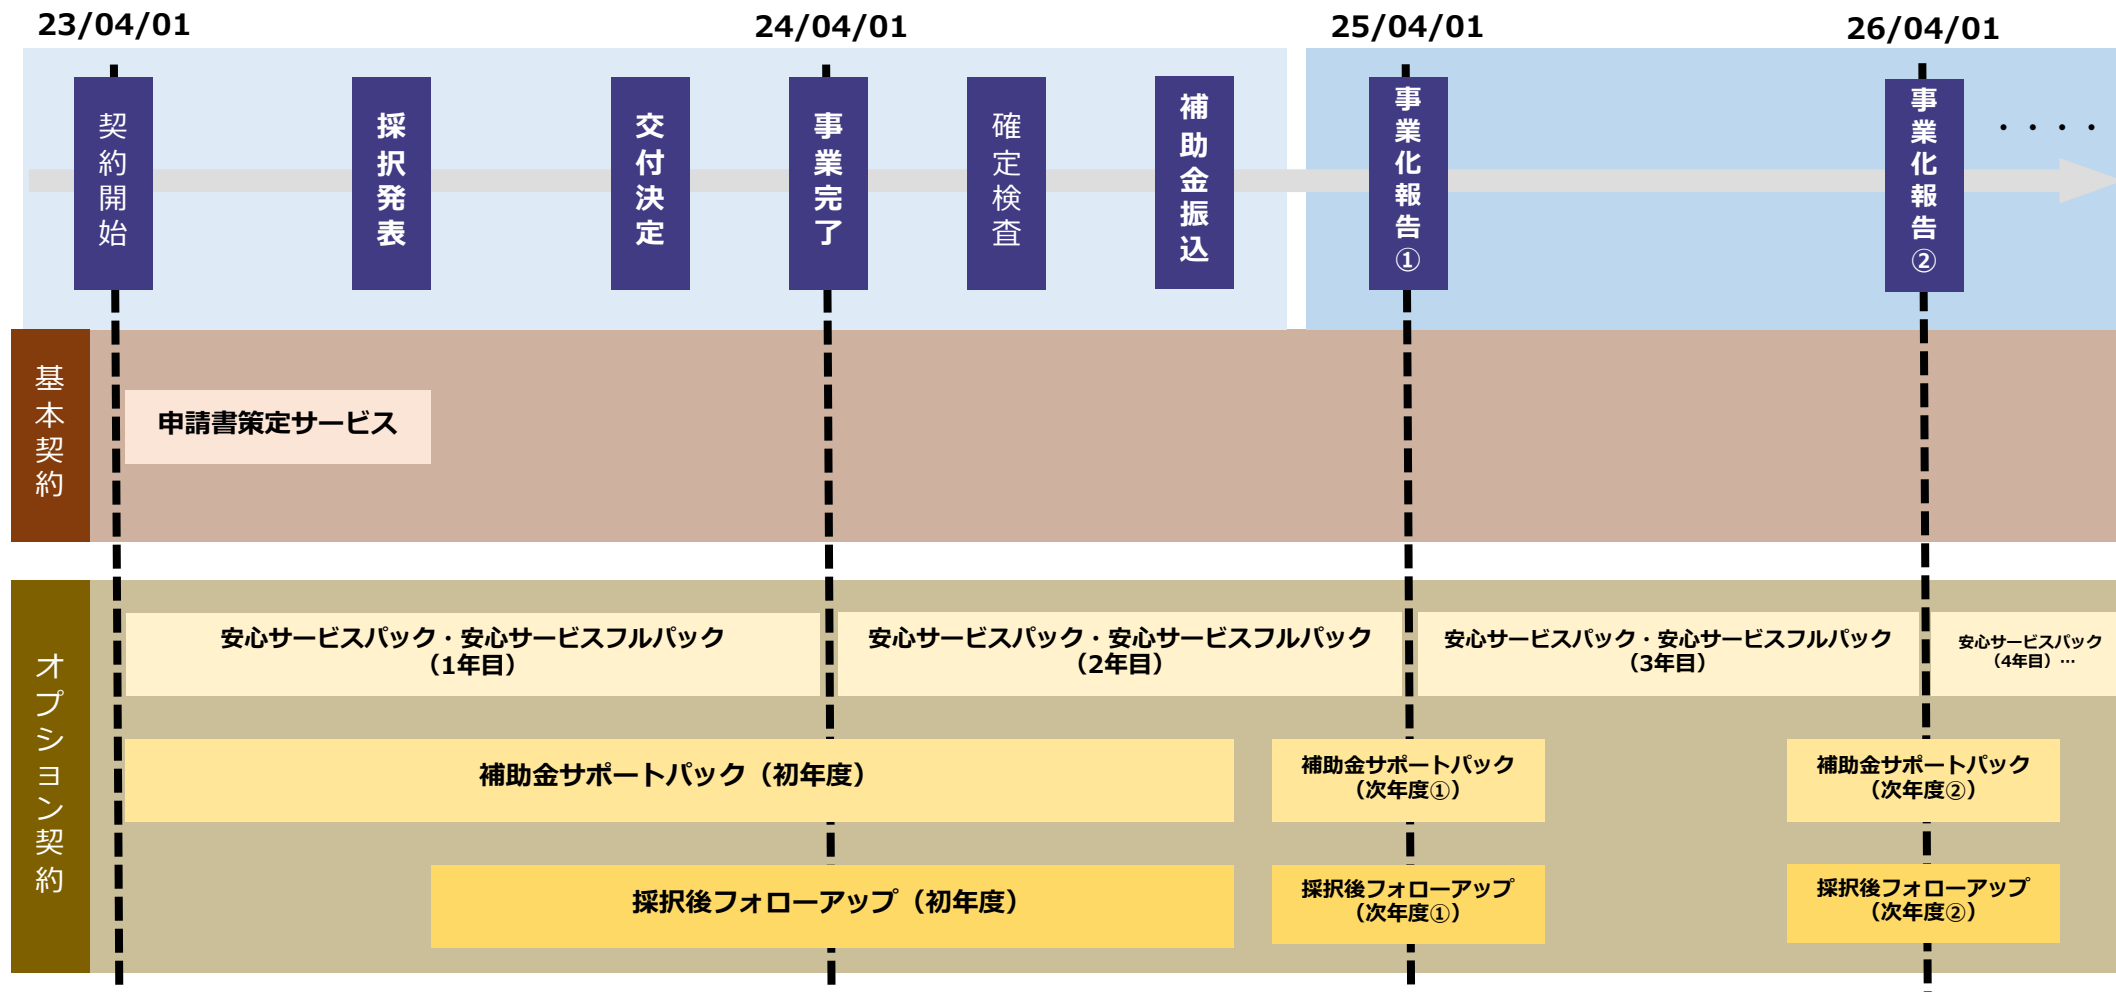 23/04/01
24/04/01
25/04/01
26/04/01
契約開始
採択発表
交付決定
事業完了
確定検査
補助金振込
事業化報告①
事業化報告②
・・・・
基本契約
申請書策定サービス
オプション契約
安心サービスパック・安心サービスフルパック
（1年目）
安心サービスパック・安心サービスフルパック
（2年目）
安心サービスパック・安心サービスフルパック
（3年目）
安心サービスパック
（4年目）…
補助金サポートパック（初年度）
補助金サポートパック
（次年度①）
補助金サポートパック
（次年度②）
採択後フォローアップ（初年度）
採択後フォローアップ
（次年度①）
採択後フォローアップ
（次年度②）